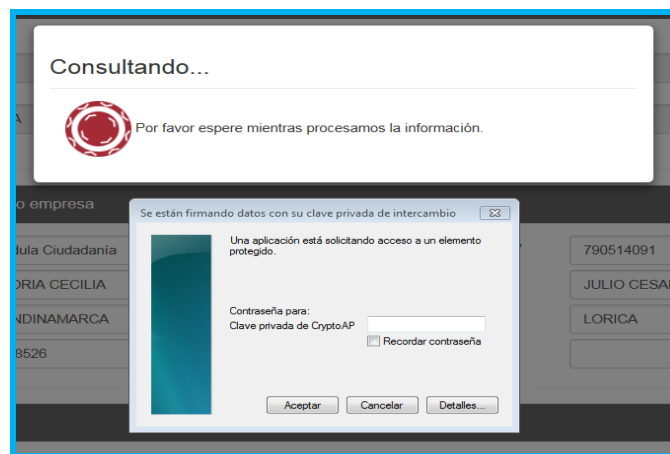 Consultando...
Por favor espere mientras procesamos la información.
o empresa
Se están firmando datos con su clave privada de intercambio
Una aplicación está solicitando acceso a un elemento
protegido.
dula Ciudadanía
790514091
ORIA CECILIA
JULIO CESAR
Contraseña para:
Clave privada de CryptoAP
NDINAMARCA
LORICA
Recordar contraseña
8526
Aceptar
Cancelar
Detalles...